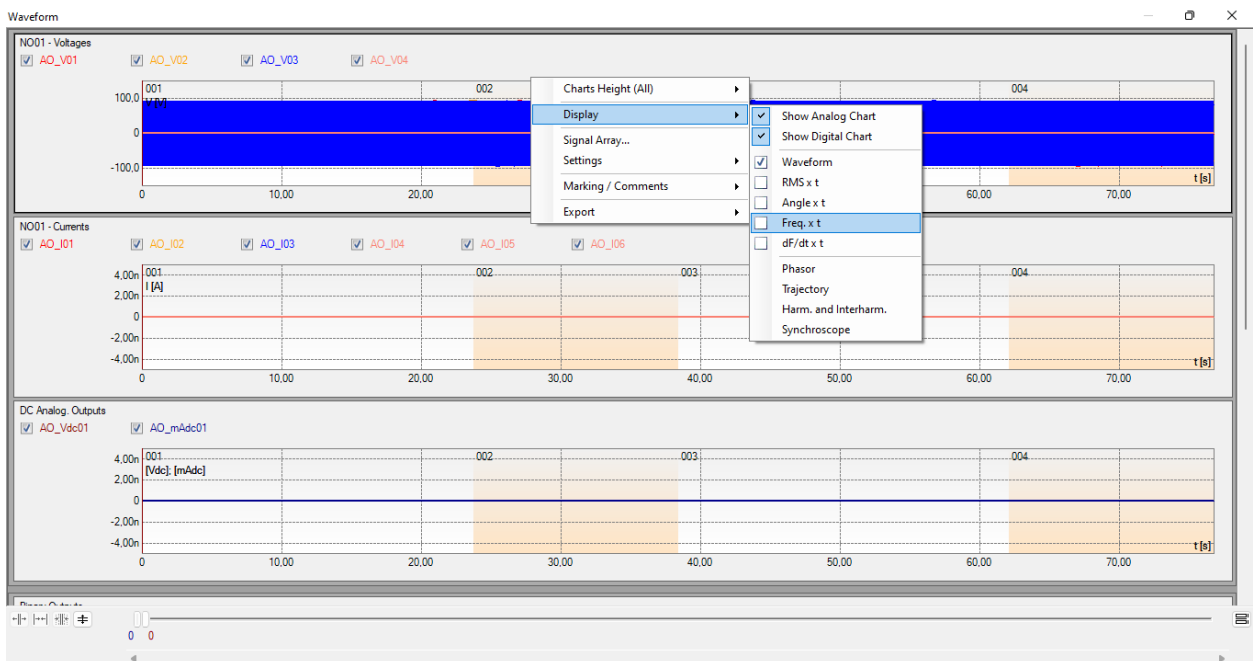 Waveform
NO01 - Voltages
AO_V01 AO_V02 AO_V03 AO_V04
001 002 004
100,0
V [V]
0
-100,0
t [s]
0 10,00 20,00 60,00 70,00
Charts Height (All)
Display
Signal Array...
Settings
Marking / Comments
Export
Show Analog Chart
Show Digital Chart
Waveform
RMS x t
Angle x t
Freq. x t
dF/dt x t
Phasor
Trajectory
Harm. and Interharm.
Synchroscope
NO01 - Currents
AO_I01 AO_I02 AO_I03 AO_I04 AO_I05 AO_I06
001 002 003 004
4,00n
I [A]
2,00n
0
-2,00n
-4,00n
t [s]
0 10,00 20,00 30,00 40,00 50,00 60,00 70,00
DC Analog. Outputs
AO_Vdc01 AO_mAdc01
001 002 003 004
4,00n
[Vdc]; [mAdc]
2,00n
0
-2,00n
-4,00n
t [s]
0 10,00 20,00 30,00 40,00 50,00 60,00 70,00
Binary Outputs
0 0